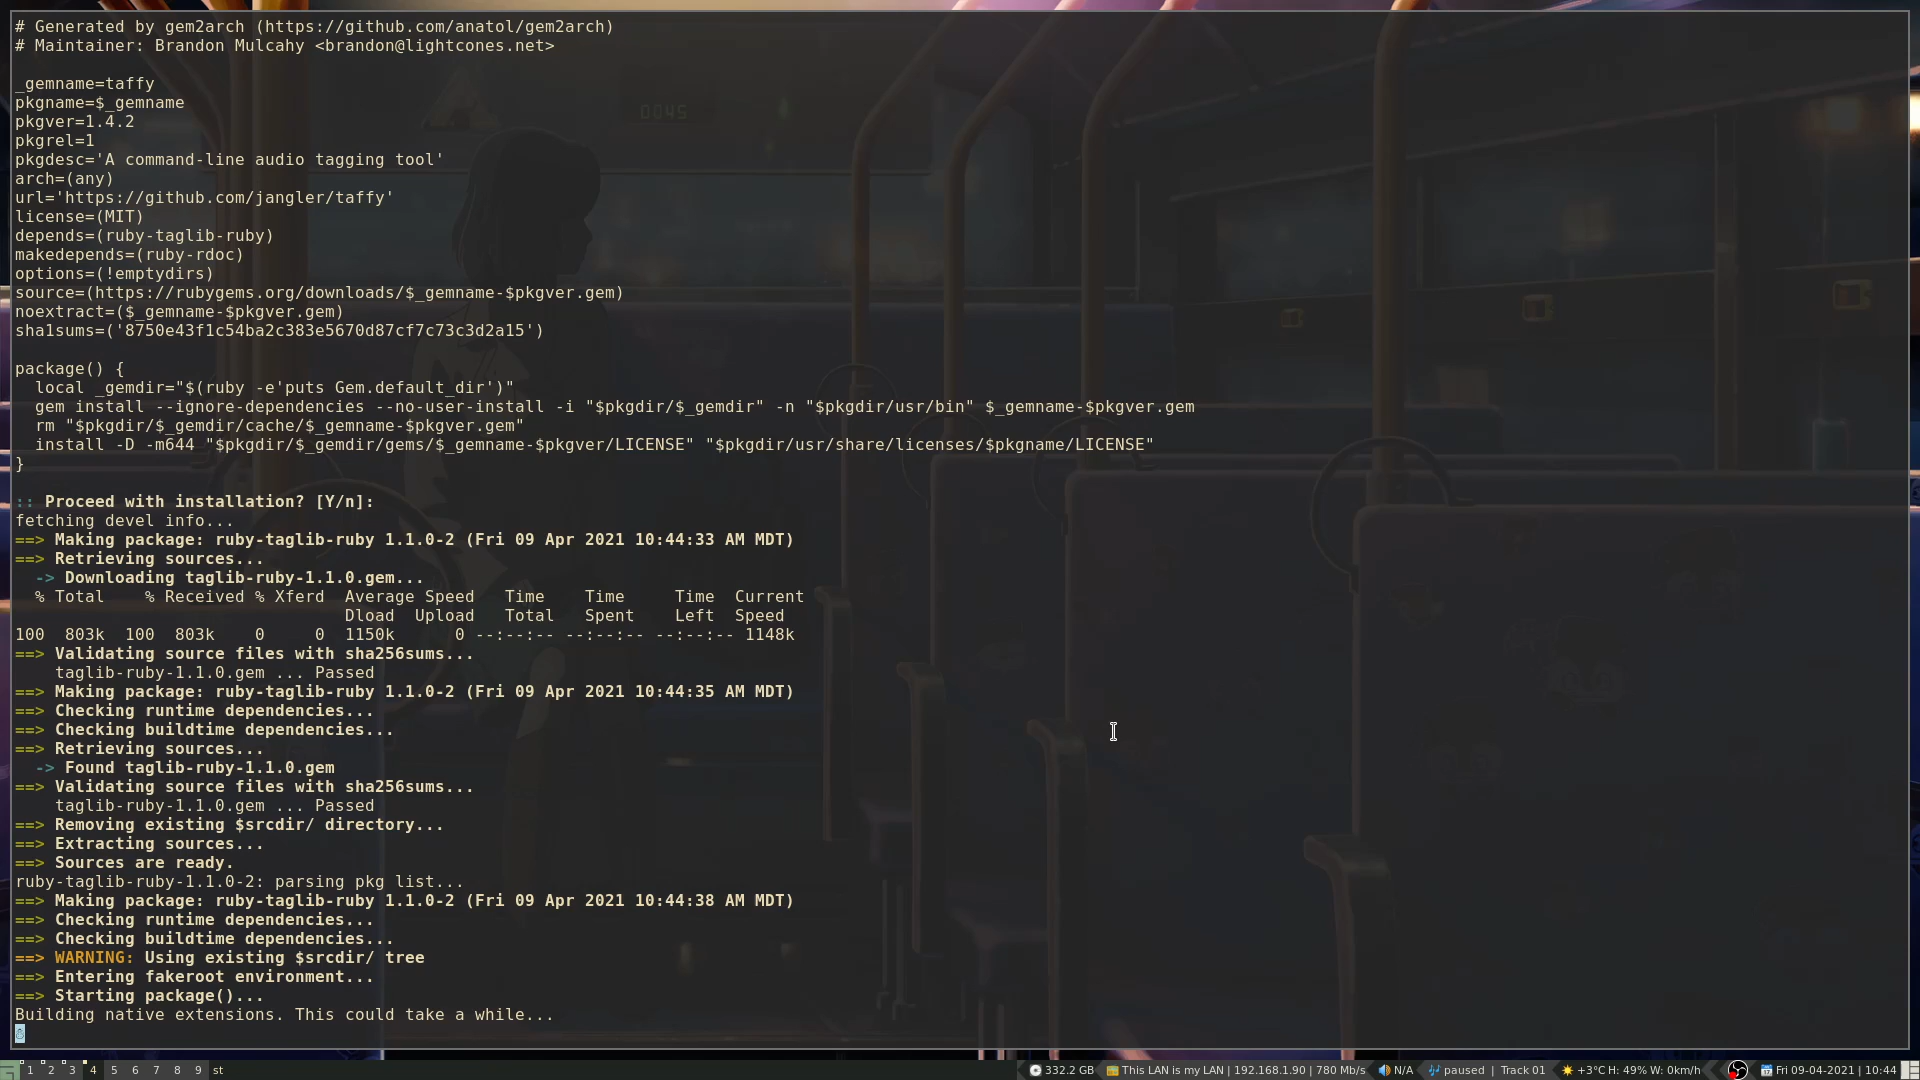 # Generated by gem2arch (https://github.com/anatol/gem2arch)
# Maintainer: Brandon Mulcahy <brandon@lightcones.net>
_gemname=taffy
pkgname=$_gemname
pkgver=1.4.2
pkgrel=1
pkgdesc='A command-line audio tagging tool'
arch=(any)
url='https://github.com/jangler/taffy'
license=(MIT)
depends=(ruby-taglib-ruby)
makedepends=(ruby-rdoc)
options=(!emptydirs)
source=(https://rubygems.org/downloads/$_gemname-$pkgver.gem)
noextract=($_gemname-$pkgver.gem)
sha1sums=('8750e43f1c54ba2c383e5670d87cf7c73c3d2a15')
package() {
  local _gemdir="$(ruby -e'puts Gem.default_dir')"
  gem install --ignore-dependencies --no-user-install -i "$pkgdir/$_gemdir" -n "$pkgdir/usr/bin" $_gemname-$pkgver.gem
  rm "$pkgdir/$_gemdir/cache/$_gemname-$pkgver.gem"
  install -D -m644 "$pkgdir/$_gemdir/gems/$_gemname-$pkgver/LICENSE" "$pkgdir/usr/share/licenses/$pkgname/LICENSE"
}
:: Proceed with installation? [Y/n]:
fetching devel info...
==> Making package: ruby-taglib-ruby 1.1.0-2 (Fri 09 Apr 2021 10:44:33 AM MDT)
==> Retrieving sources...
  -> Downloading taglib-ruby-1.1.0.gem...
  % Total    % Received % Xferd  Average Speed   Time    Time     Time  Current
                                 Dload  Upload   Total   Spent    Left  Speed
100  803k  100  803k    0     0  1150k      0 --:--:-- --:--:-- --:--:-- 1148k
==> Validating source files with sha256sums...
    taglib-ruby-1.1.0.gem ... Passed
==> Making package: ruby-taglib-ruby 1.1.0-2 (Fri 09 Apr 2021 10:44:35 AM MDT)
==> Checking runtime dependencies...
==> Checking buildtime dependencies...
==> Retrieving sources...
  -> Found taglib-ruby-1.1.0.gem
==> Validating source files with sha256sums...
    taglib-ruby-1.1.0.gem ... Passed
==> Removing existing $srcdir/ directory...
==> Extracting sources...
==> Sources are ready.
ruby-taglib-ruby-1.1.0-2: parsing pkg list...
==> Making package: ruby-taglib-ruby 1.1.0-2 (Fri 09 Apr 2021 10:44:38 AM MDT)
==> Checking runtime dependencies...
==> Checking buildtime dependencies...
==> WARNING: Using existing $srcdir/ tree
==> Entering fakeroot environment...
==> Starting package()...
Building native extensions. This could take a while...
1 2 3 4 5 6 7 8 9 st 332.2 GB This LAN is my LAN | 192.168.1.90 | 780 Mb/s N/A paused | Track 01 +3°C H: 49% W: 0km/h Fri 09-04-2021 | 10:44